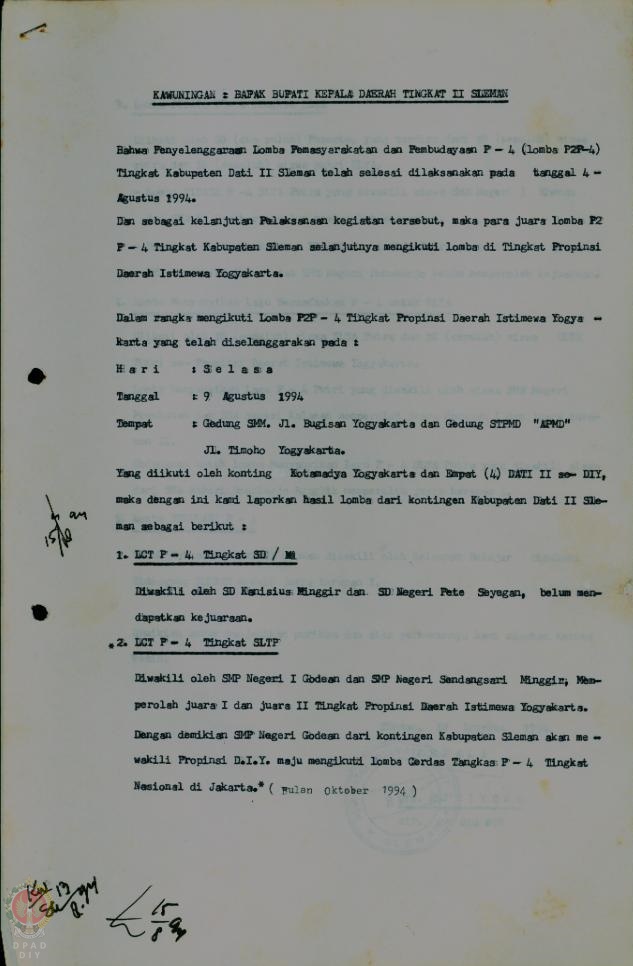 KAWUNINGAN : BAPAK BUPATI KEPALA DAERAH TINGKAT II SLEMAN
Bahwa Penyelenggaraan Lomba Pemasyarakatan dan Pembudayaan P - 4 (lomba P2P-4)
Tingkat Kabupaten Dati II Sleman telah selesai dilaksanakan pada tanggal 4 -
Agustus 1994.
Dan sebagai kelanjutan Pelaksanaan kegiatan tersebut, maka para juara lomba P2
P - 4 Tingkat Kabupaten Sleman selanjutnya mengikuti lomba di Tingkat Propinsi
Daerah Istimewa Yogyakarta.
Dalam rangka mengikuti Lomba P2P - 4 Tingkat Propinsi Daerah Istimewa Yogya -
karta yang telah diselenggarakan pada :
H a r i : S e l a s a
Tanggal : 9 Agustus 1994
Tempat : Gedung SMM. Jl. Bugisan Yogyakarta dan Gedung STPMD "APMD"
Jl. Timoho Yogyakarta.
Yang diikuti oleh konting Kotamadya Yogyakarta dan Empat (4) DATI II se- DIY,
maka dengan ini kami laporkan hasil lomba dari kontingen Kabupaten Dati II Sle-
man sebagai berikut :
1. LCT P - 4 Tingkat SD / MI
Diwakili oleh SD Kanisius Minggir dan SD Negeri Pete Seyegan, belum men-
dapatkan kejuaraan.
*2. LCT P - 4 Tingkat SLTP
Diwakili oleh SMP Negeri I Godean dan SMP Negeri Sendangsari Minggir, Mem-
perolah juara I dan juara II Tingkat Propinsi Daerah Istimewa Yogyakarta.
Dengan demikian SMP Negeri Godean dari kontingen Kabupaten Sleman akan me -
wakili Propinsi D.I.Y. maju mengikuti lomba Cerdas Tangkas P - 4 Tingkat
Nasional di Jakarta.* ( Bulan Oktober 1994 )
15/8
DPAD
DIY